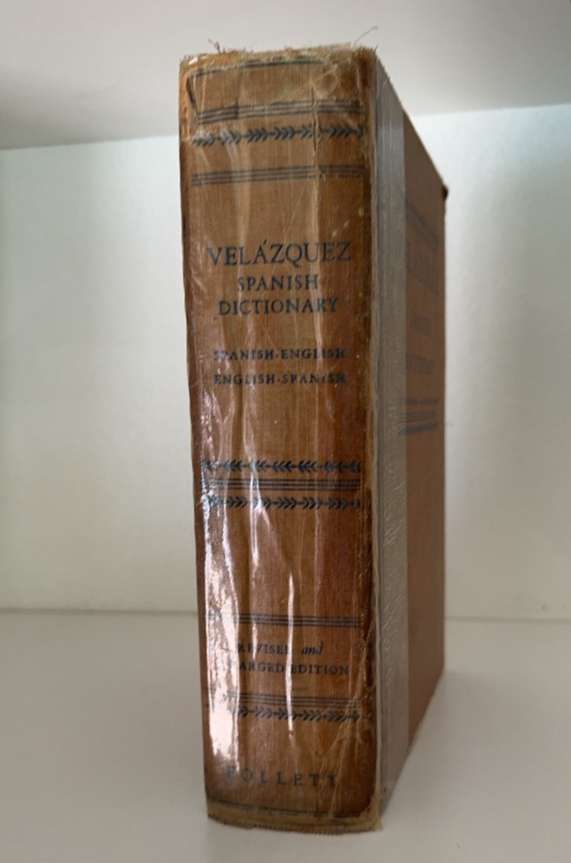 VELÁZQUEZ
SPANISH
DICTIONARY
SPANISH-ENGLISH
ENGLISH-SPANISH
REVISED and
ENLARGED EDITION
FOLLETT